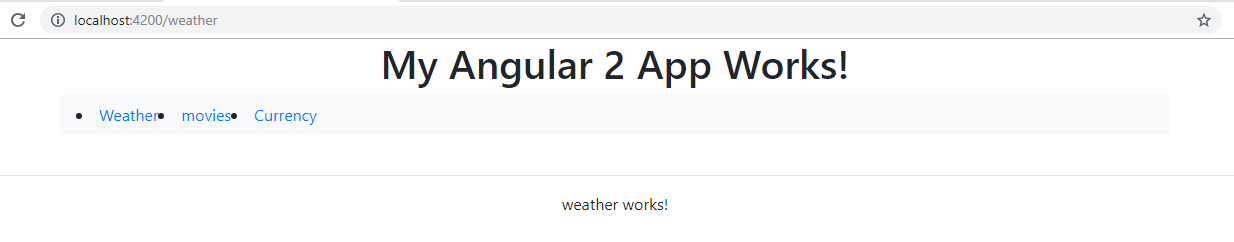 localhost:4200/weather
My Angular 2 App Works!
Weather movies Currency
weather works!